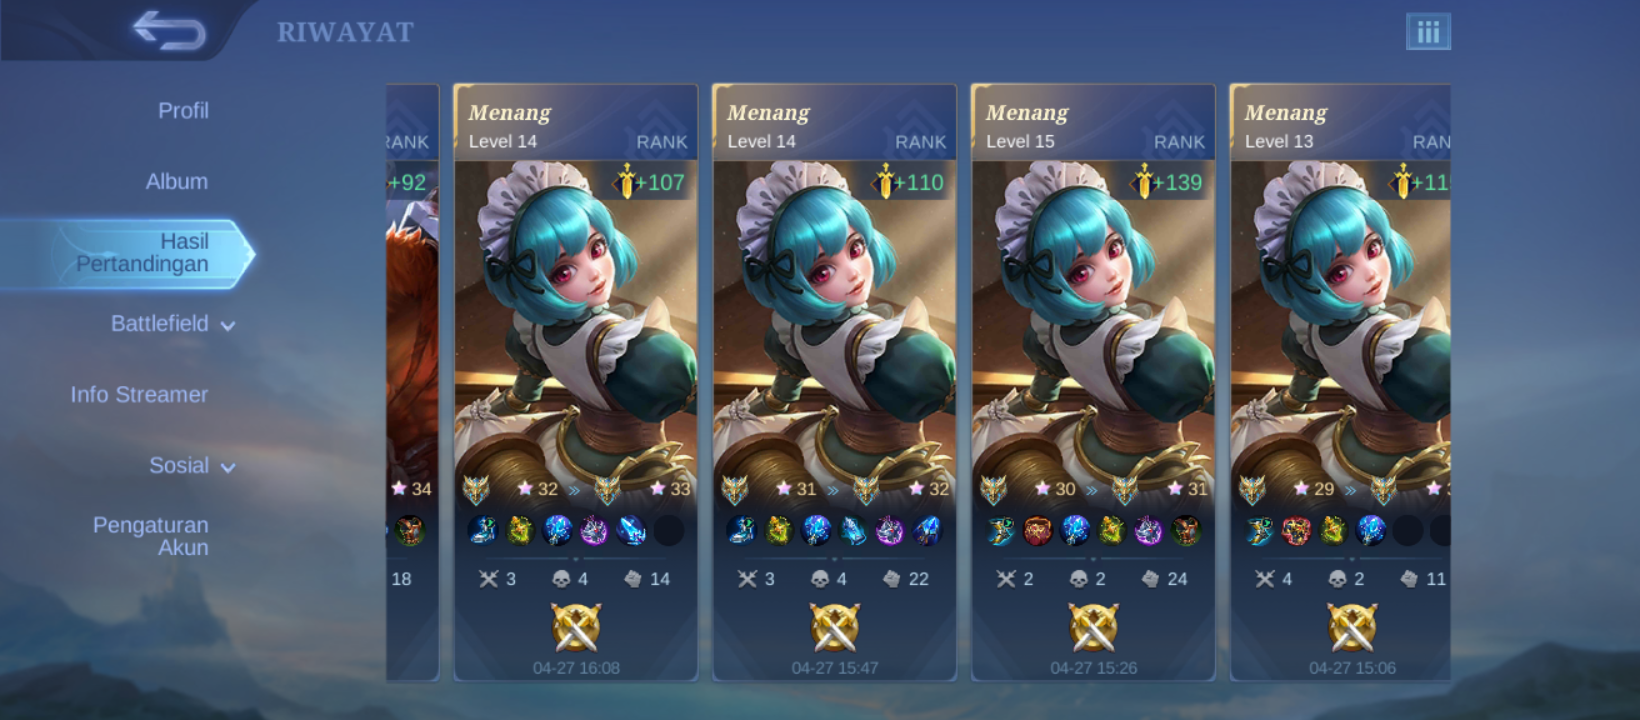 RIWAYAT
Profil
Album
Hasil
Pertandingan
Battlefield
Info Streamer
Sosial
Pengaturan
Akun
RANK
+92
34
18
Menang
Level 14
RANK
+107
32 » 33
3 4 14
04-27 16:08
Menang
Level 14
RANK
+110
31 » 32
3 4 22
04-27 15:47
Menang
Level 15
RANK
+139
30 » 31
2 2 24
04-27 15:26
Menang
Level 13
29 »
4 2 11
04-27 15:06